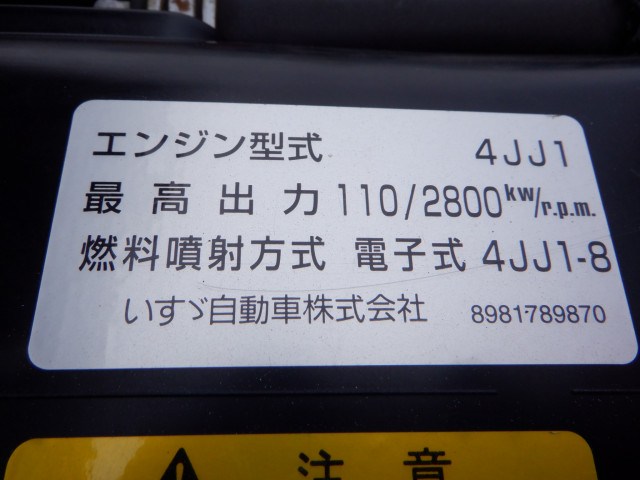 エンジン型式 4JJ1
最高出力 110/2800kw/r.p.m.
燃料噴射方式 電子式 4JJ1-8
いすゞ自動車株式会社 8981789870
注意